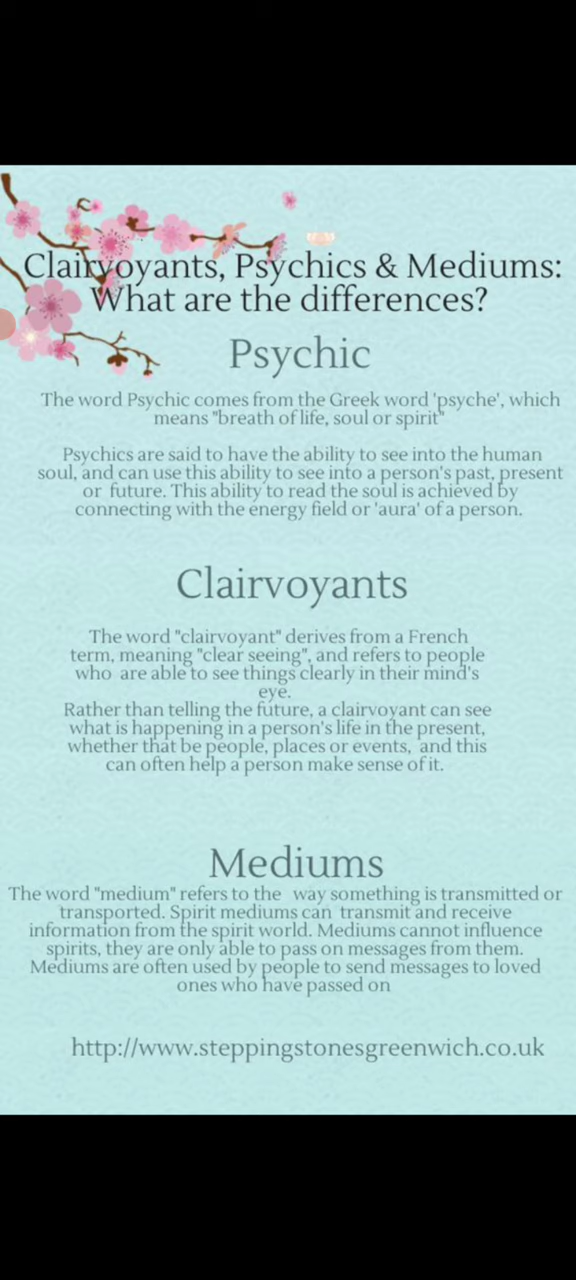 Clairvoyants, Psychics & Mediums:
What are the differences?
Psychic
The word Psychic comes from the Greek word 'psyche', which
means "breath of life, soul or spirit"
Psychics are said to have the ability to see into the human
soul, and can use this ability to see into a person's past, present
or future. This ability to read the soul is achieved by
connecting with the energy field or 'aura' of a person.
Clairvoyants
The word "clairvoyant" derives from a French
term, meaning "clear seeing", and refers to people
who are able to see things clearly in their mind's
eye.
Rather than telling the future, a clairvoyant can see
what is happening in a person's life in the present,
whether that be people, places or events, and this
can often help a person make sense of it.
Mediums
The word "medium" refers to the way something is transmitted or
transported. Spirit mediums can transmit and receive
information from the spirit world. Mediums cannot influence
spirits, they are only able to pass on messages from them.
Mediums are often used by people to send messages to loved
ones who have passed on
http://www.steppingstonesgreenwich.co.uk